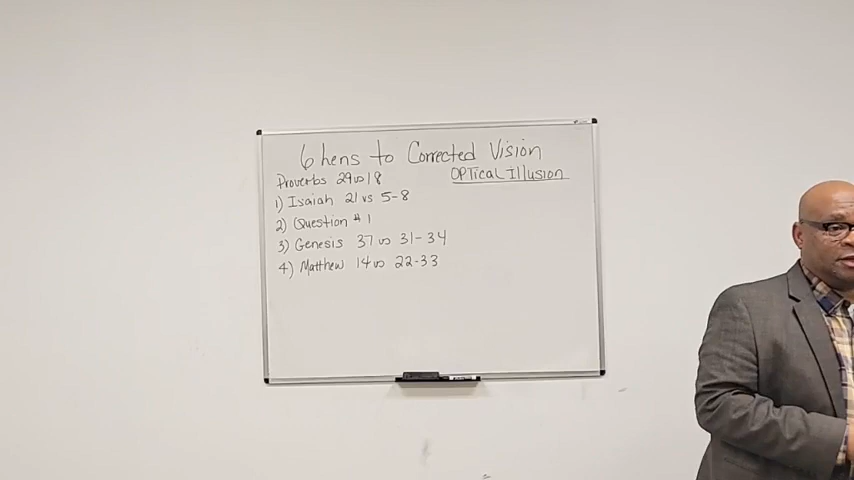 6 hens to Corrected Vision
Proverbs 29 vs 18
OPTical Illusion
1) Isaiah 21 vs 5-8
2) Question # 1
3) Genesis 37 vs 31-34
4) Matthew 14 vs 22-33